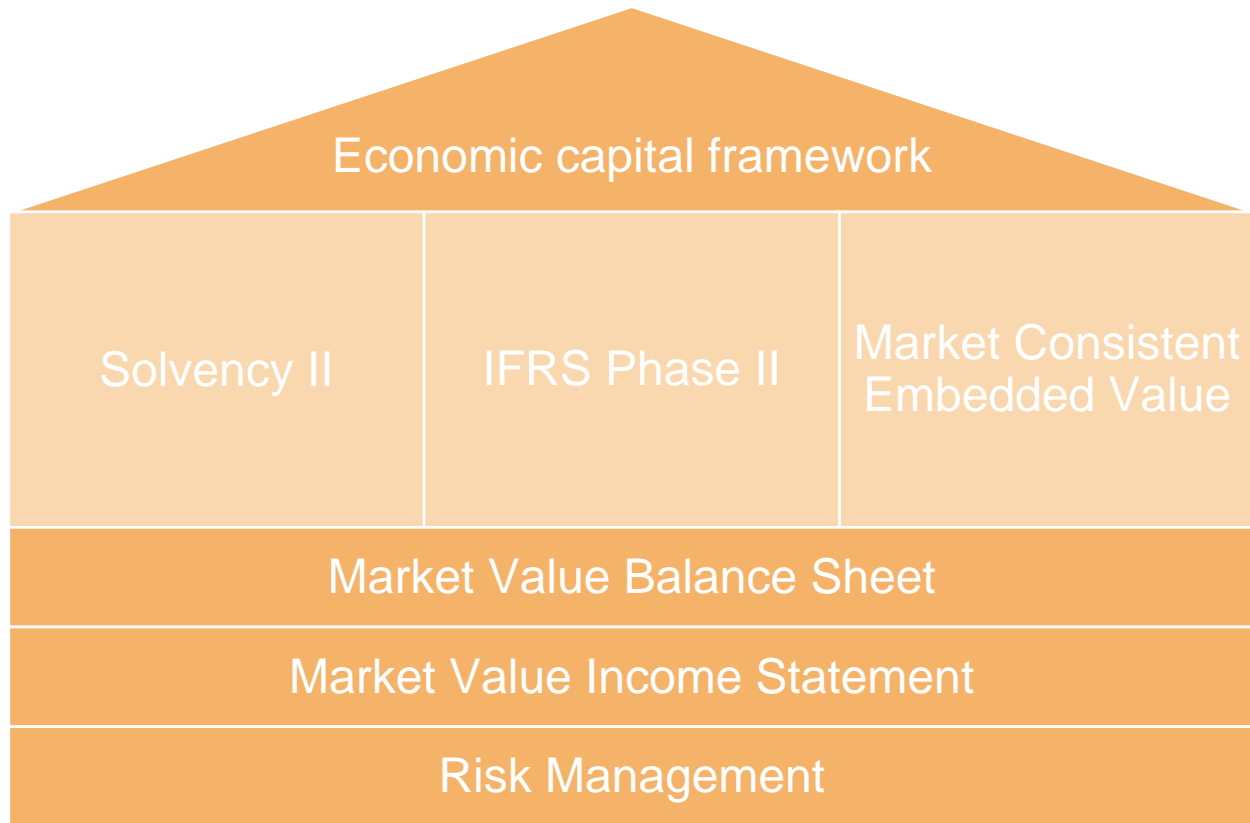 Economic capital framework
Solvency II
IFRS Phase II
Market Consistent
Embedded Value
Market Value Balance Sheet
Market Value Income Statement
Risk Management